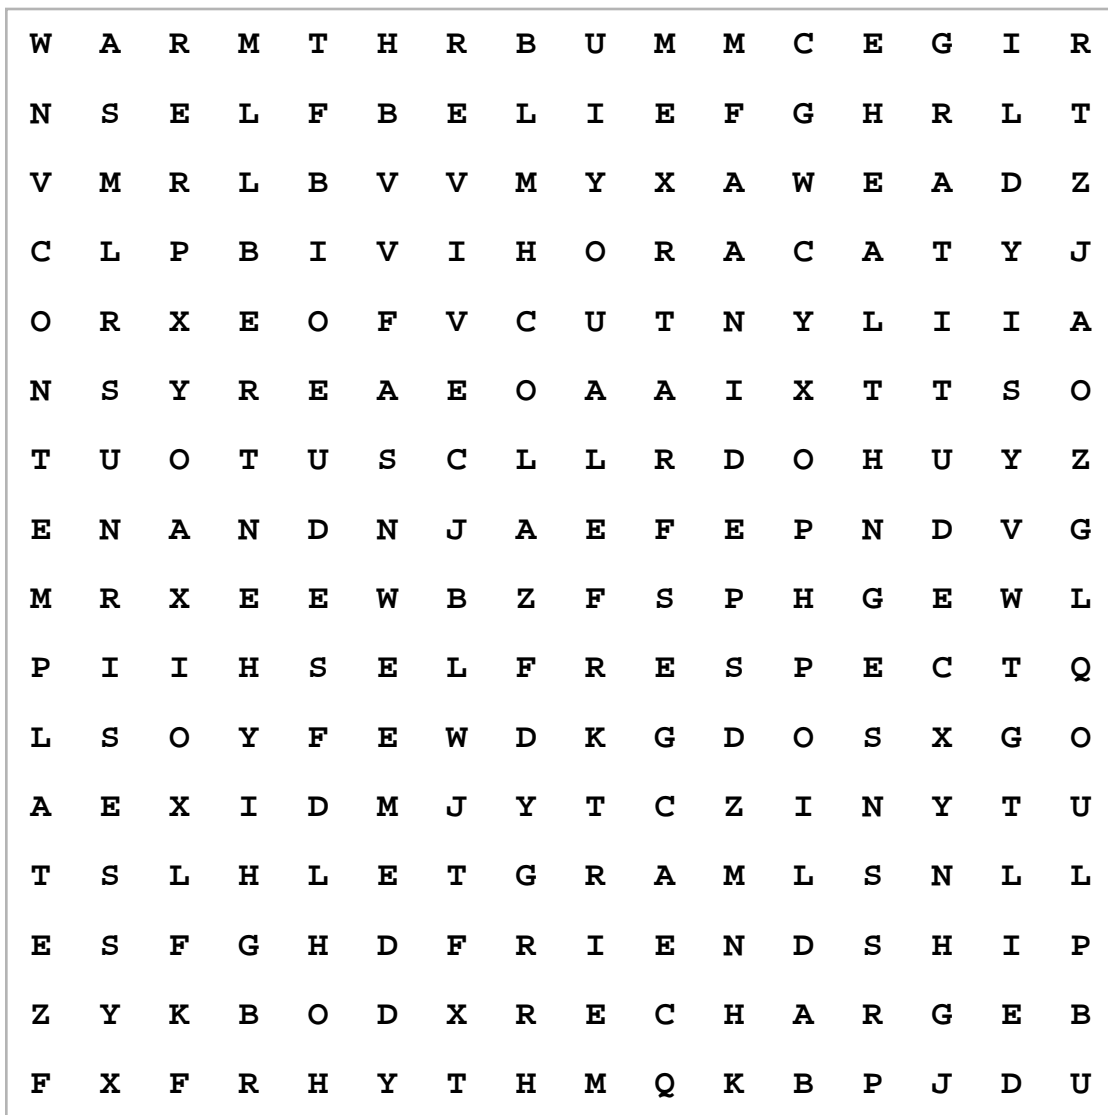 W A R M T H R B U M M C E G I R
N S E L F B E L I E F G H R L T
V M R L B V V M Y X A W E A D Z
C L P B I V I H O R A C A T Y J
O R X E O F V C U T N Y L I I A
N S Y R E A E O A A I X T T S O
T U O T U S C L L R D O H U Y Z
E N A N D N J A E F E P N D V G
M R X E E W B Z F S P H G E W L
P I I H S E L F R E S P E C T Q
L S O Y F E W D K G D O S X G O
A E X I D M J Y T C Z I N Y T U
T S L H L E T G R A M L S N L L
E S F G H D F R I E N D S H I P
Z Y K B O D X R E C H A R G E B
F X F R H Y T H M Q K B P J D U